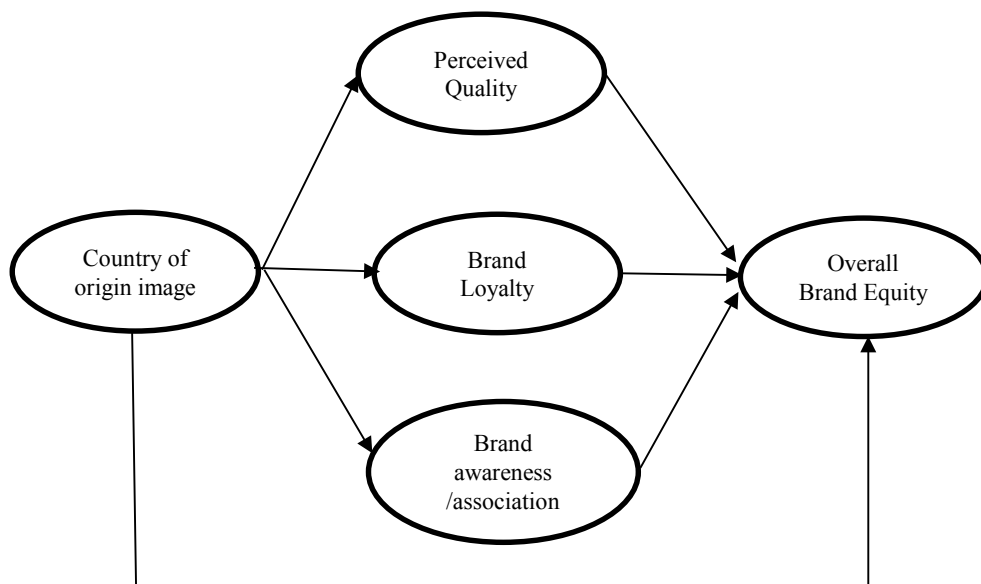 Perceived
Quality
Country of
origin image
Brand
Loyalty
Overall
Brand Equity
Brand
awareness
/association